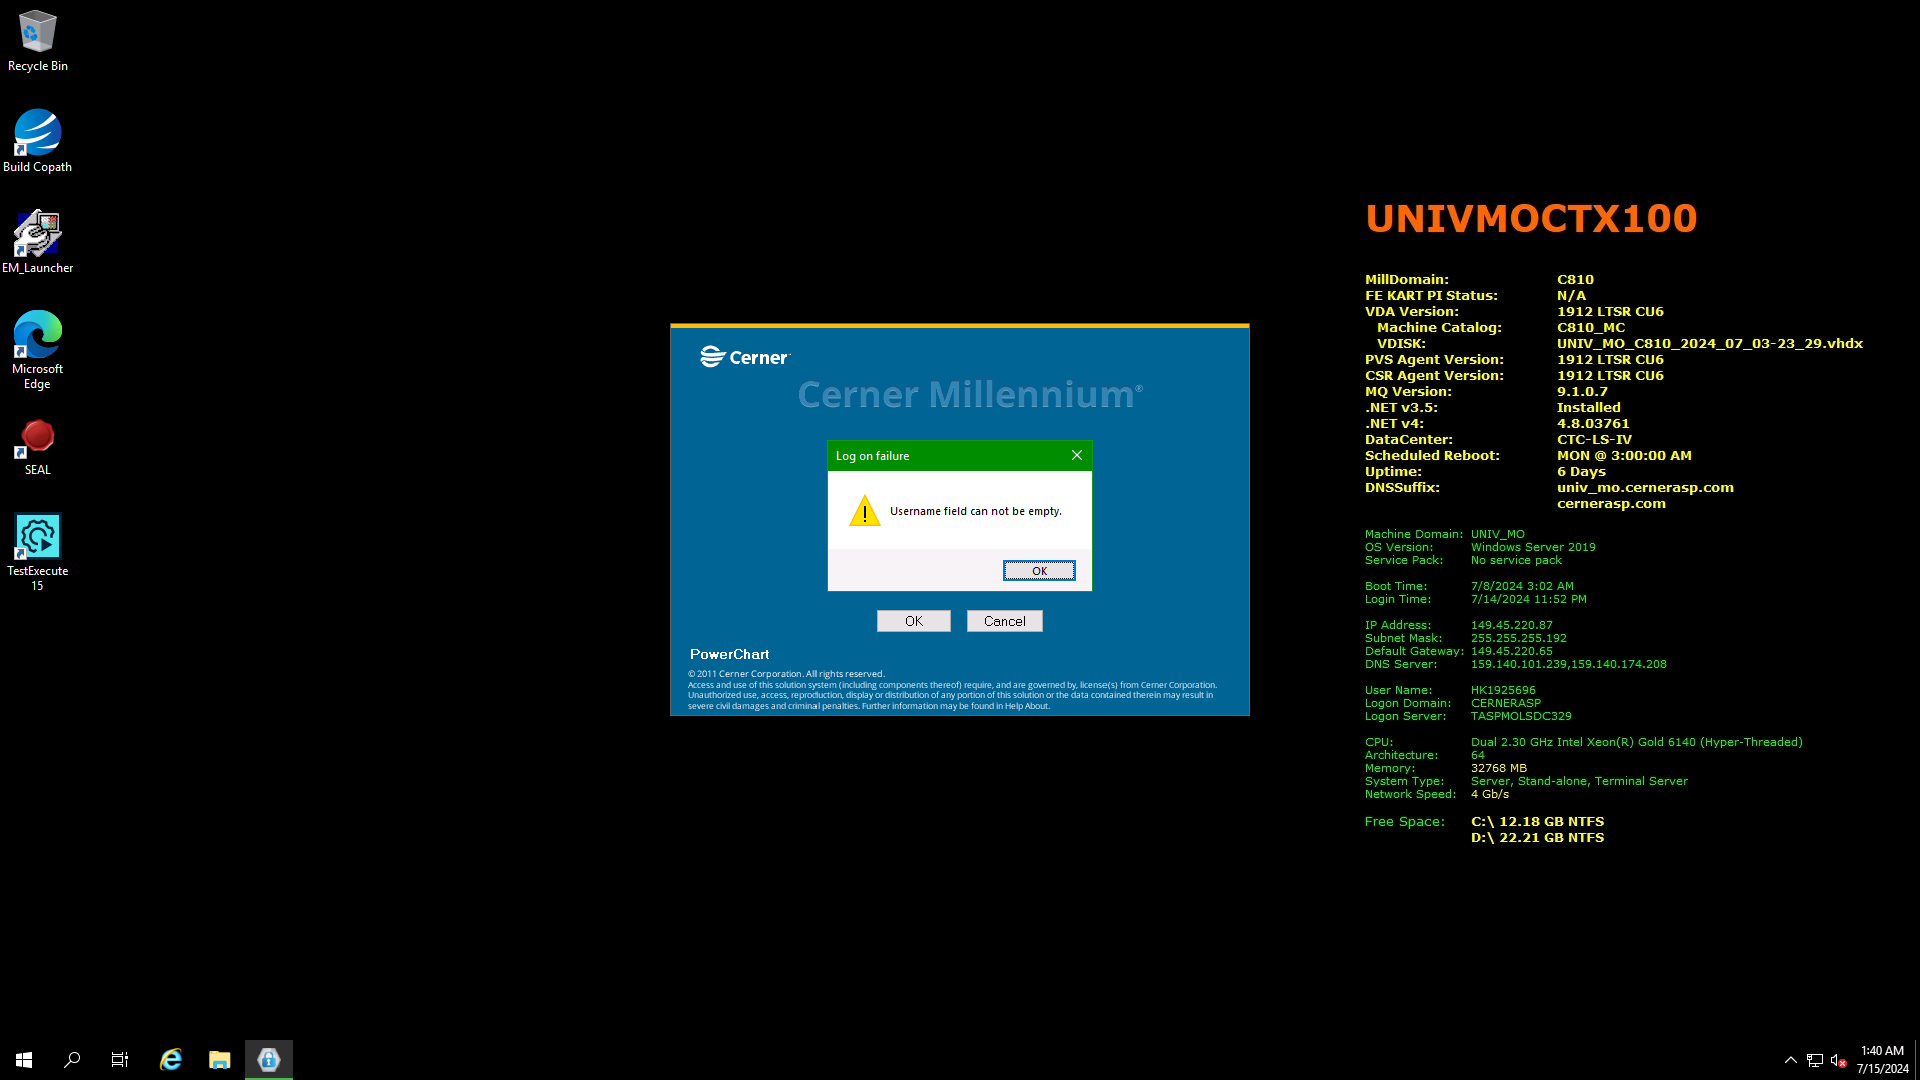 Recycle Bin
Build Copath
EM_Launcher
Microsoft
Edge
SEAL
TestExecute
15
Cerner
Cerner Millennium®
Log on failure
Username field can not be empty.
OK
OK
Cancel
PowerChart
© 2011 Cerner Corporation. All rights reserved.
Access and use of this solution system (including components thereof) require, and are governed by, license(s) from Cerner Corporation.
Unauthorized use, access, reproduction, display or distribution of any portion of this solution or the data contained therein may result in
severe civil damages and criminal penalties. Further information may be found in Help About.
UNIVMOCTX100
MillDomain: C810
FE KART PI Status: N/A
VDA Version: 1912 LTSR CU6
Machine Catalog: C810_MC
VDISK: UNIV_MO_C810_2024_07_03-23_29.vhdx
PVS Agent Version: 1912 LTSR CU6
CSR Agent Version: 1912 LTSR CU6
MQ Version: 9.1.0.7
.NET v3.5: Installed
.NET v4: 4.8.03761
DataCenter: CTC-LS-IV
Scheduled Reboot: MON @ 3:00:00 AM
Uptime: 6 Days
DNSSuffix: univ_mo.cernerasp.com
cernerasp.com
Machine Domain: UNIV_MO
OS Version: Windows Server 2019
Service Pack: No service pack
Boot Time: 7/8/2024 3:02 AM
Login Time: 7/14/2024 11:52 PM
IP Address: 149.45.220.87
Subnet Mask: 255.255.255.192
Default Gateway: 149.45.220.65
DNS Server: 159.140.101.239,159.140.174.208
User Name: HK1925696
Logon Domain: CERNERASP
Logon Server: TASPMOLSDC329
CPU: Dual 2.30 GHz Intel Xeon(R) Gold 6140 (Hyper-Threaded)
Architecture: 64
Memory: 32768 MB
System Type: Server, Stand-alone, Terminal Server
Network Speed: 4 Gb/s
Free Space: C:\ 12.18 GB NTFS
D:\ 22.21 GB NTFS
1:40 AM
7/15/2024